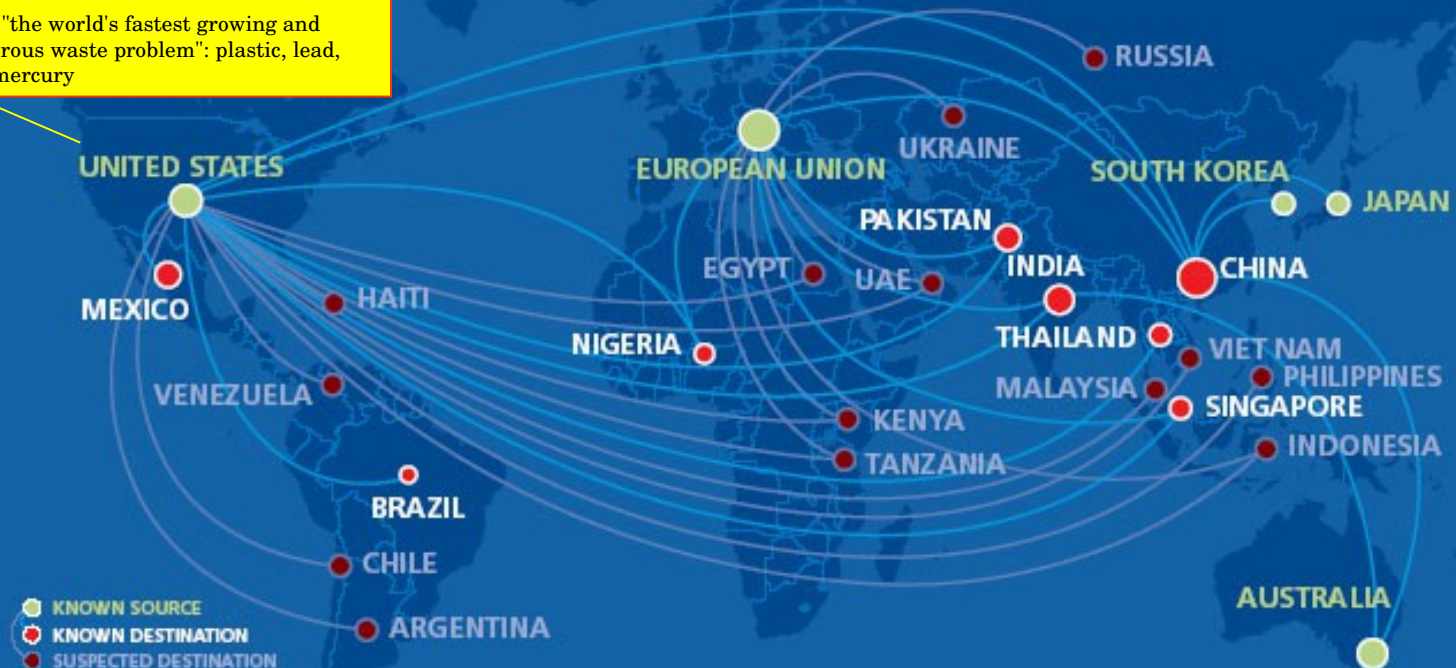 "the world's fastest growing and
rous waste problem": plastic, lead,
mercury
RUSSIA
UKRAINE
UNITED STATES
EUROPEAN UNION
SOUTH KOREA
JAPAN
PAKISTAN
INDIA
CHINA
EGYPT
UAE
MEXICO
HAITI
NIGERIA
THAILAND
VIET NAM
MALAYSIA
PHILIPPINES
VENEZUELA
SINGAPORE
KENYA
TANZANIA
INDONESIA
BRAZIL
CHILE
AUSTRALIA
ARGENTINA
KNOWN SOURCE
KNOWN DESTINATION
SUSPECTED DESTINATION